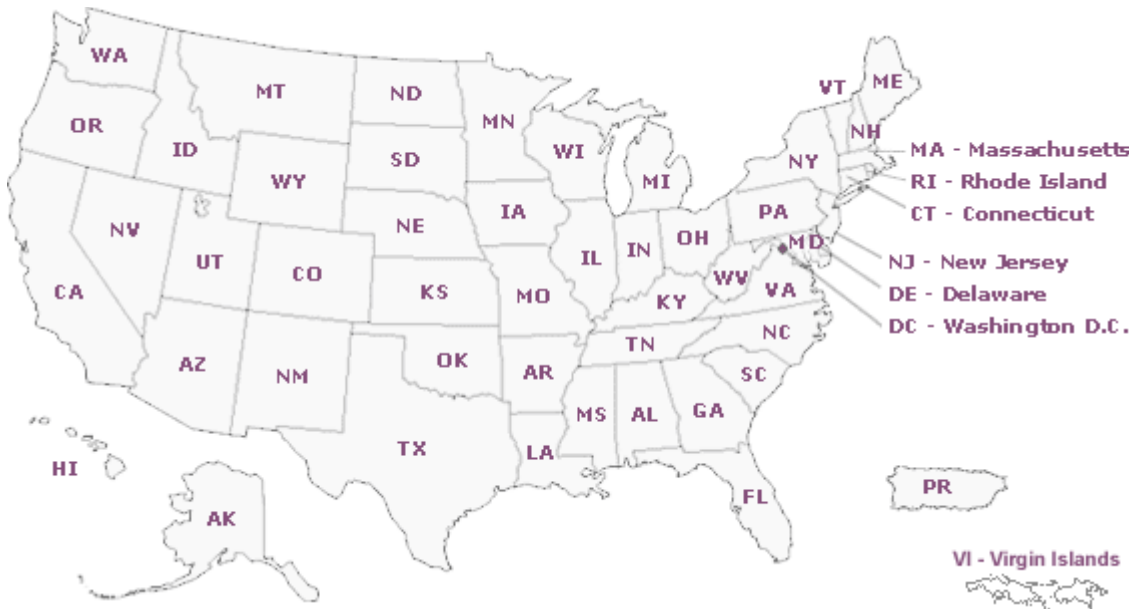 WA
MT
ND
MN
VT
ME
OR
ID
SD
WI
NH
MA - Massachusetts
NY
WY
MI
RI - Rhode Island
IA
PA
CT - Connecticut
NV
NE
OH
MD
IL
IN
UT
NJ - New Jersey
CO
WV
CA
KS
MO
VA
DE - Delaware
KY
DC - Washington D.C.
NC
TN
AZ
OK
NM
AR
SC
MS
AL
GA
TX
LA
HI
FL
PR
AK
VI - Virgin Islands